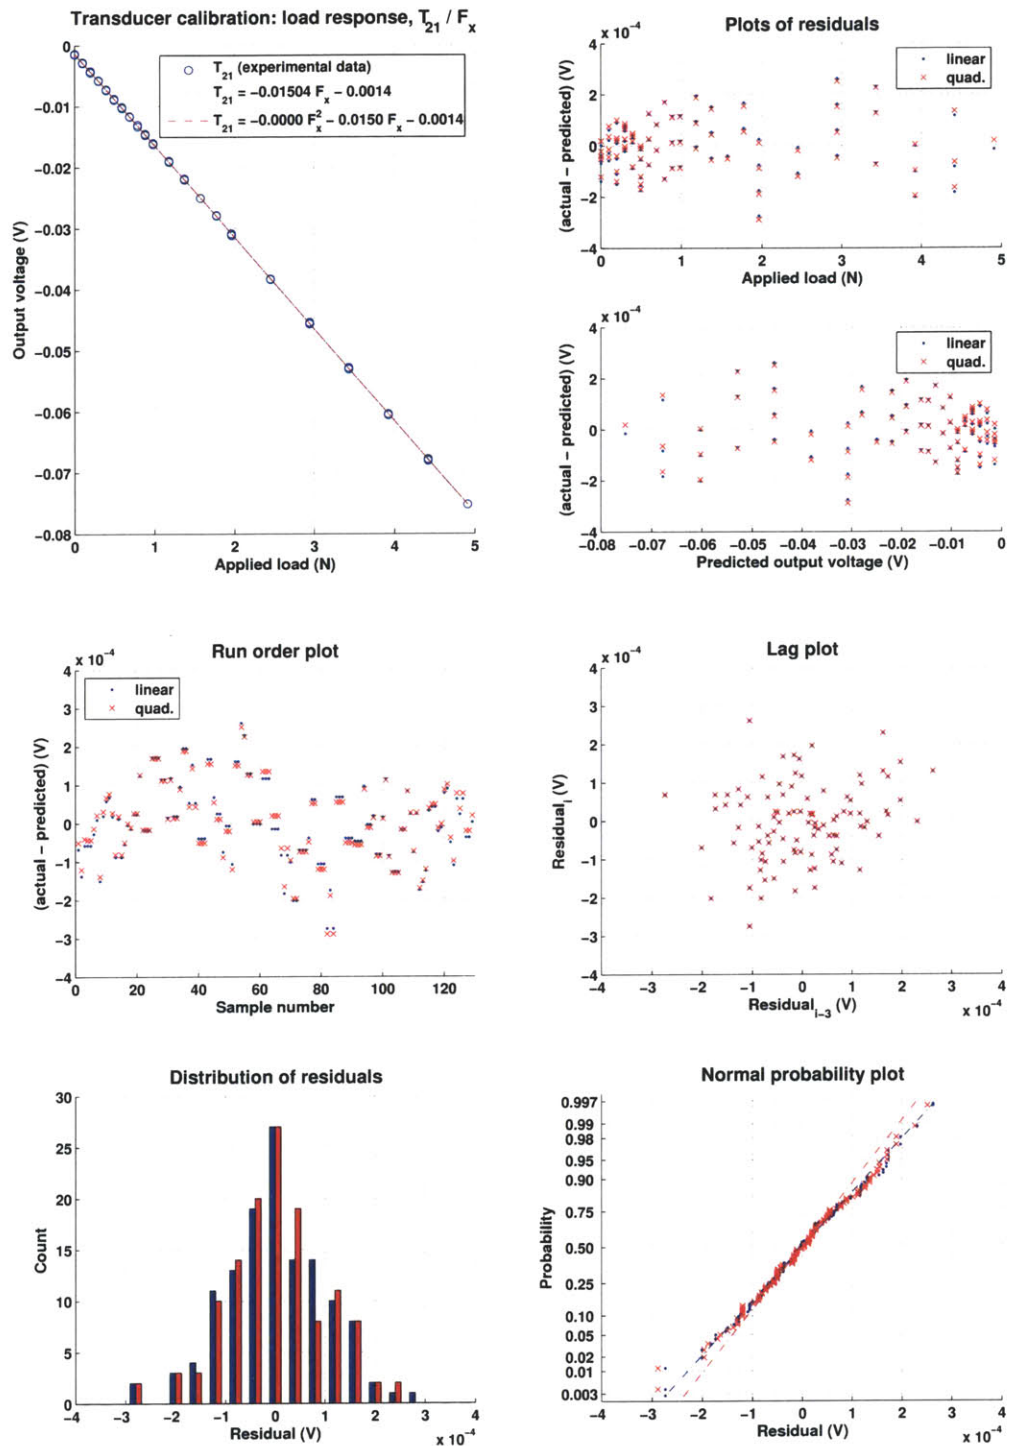 Transducer calibration: load response, T21 / Fx
0
−0.01
−0.02
−0.03
−0.04
−0.05
−0.06
−0.07
−0.08
Output voltage (V)
T21 (experimental data)
T21 = −0.01504 Fx − 0.0014
T21 = −0.0000 Fx² −0.0150 Fx −0.0014
0 1 2 3 4 5
Applied load (N)
Plots of residuals
x 10⁻⁴
4
2
0
−2
−4
(actual − predicted) (V)
linear
quad.
0 1 2 3 4 5
Applied load (N)
x 10⁻⁴
4
2
0
−2
−4
(actual − predicted) (V)
linear
quad.
−0.08 −0.07 −0.06 −0.05 −0.04 −0.03 −0.02 −0.01 0
Predicted output voltage (V)
Run order plot
x 10⁻⁴
4
3
2
1
0
−1
−2
−3
−4
(actual − predicted) (V)
linear
quad.
0 20 40 60 80 100 120
Sample number
Lag plot
x 10⁻⁴
4
3
2
1
0
−1
−2
−3
−4
Residuali (V)
−4 −3 −2 −1 0 1 2 3 4
Residuali−3 (V)
x 10⁻⁴
Distribution of residuals
30
25
20
15
10
5
0
Count
−4 −3 −2 −1 0 1 2 3 4
Residual (V)
x 10⁻⁴
Normal probability plot
0.997
0.99
0.98
0.95
0.90
0.75
0.50
0.25
0.10
0.05
0.02
0.01
0.003
Probability
−4 −3 −2 −1 0 1 2 3 4
Residual (V)
x 10⁻⁴